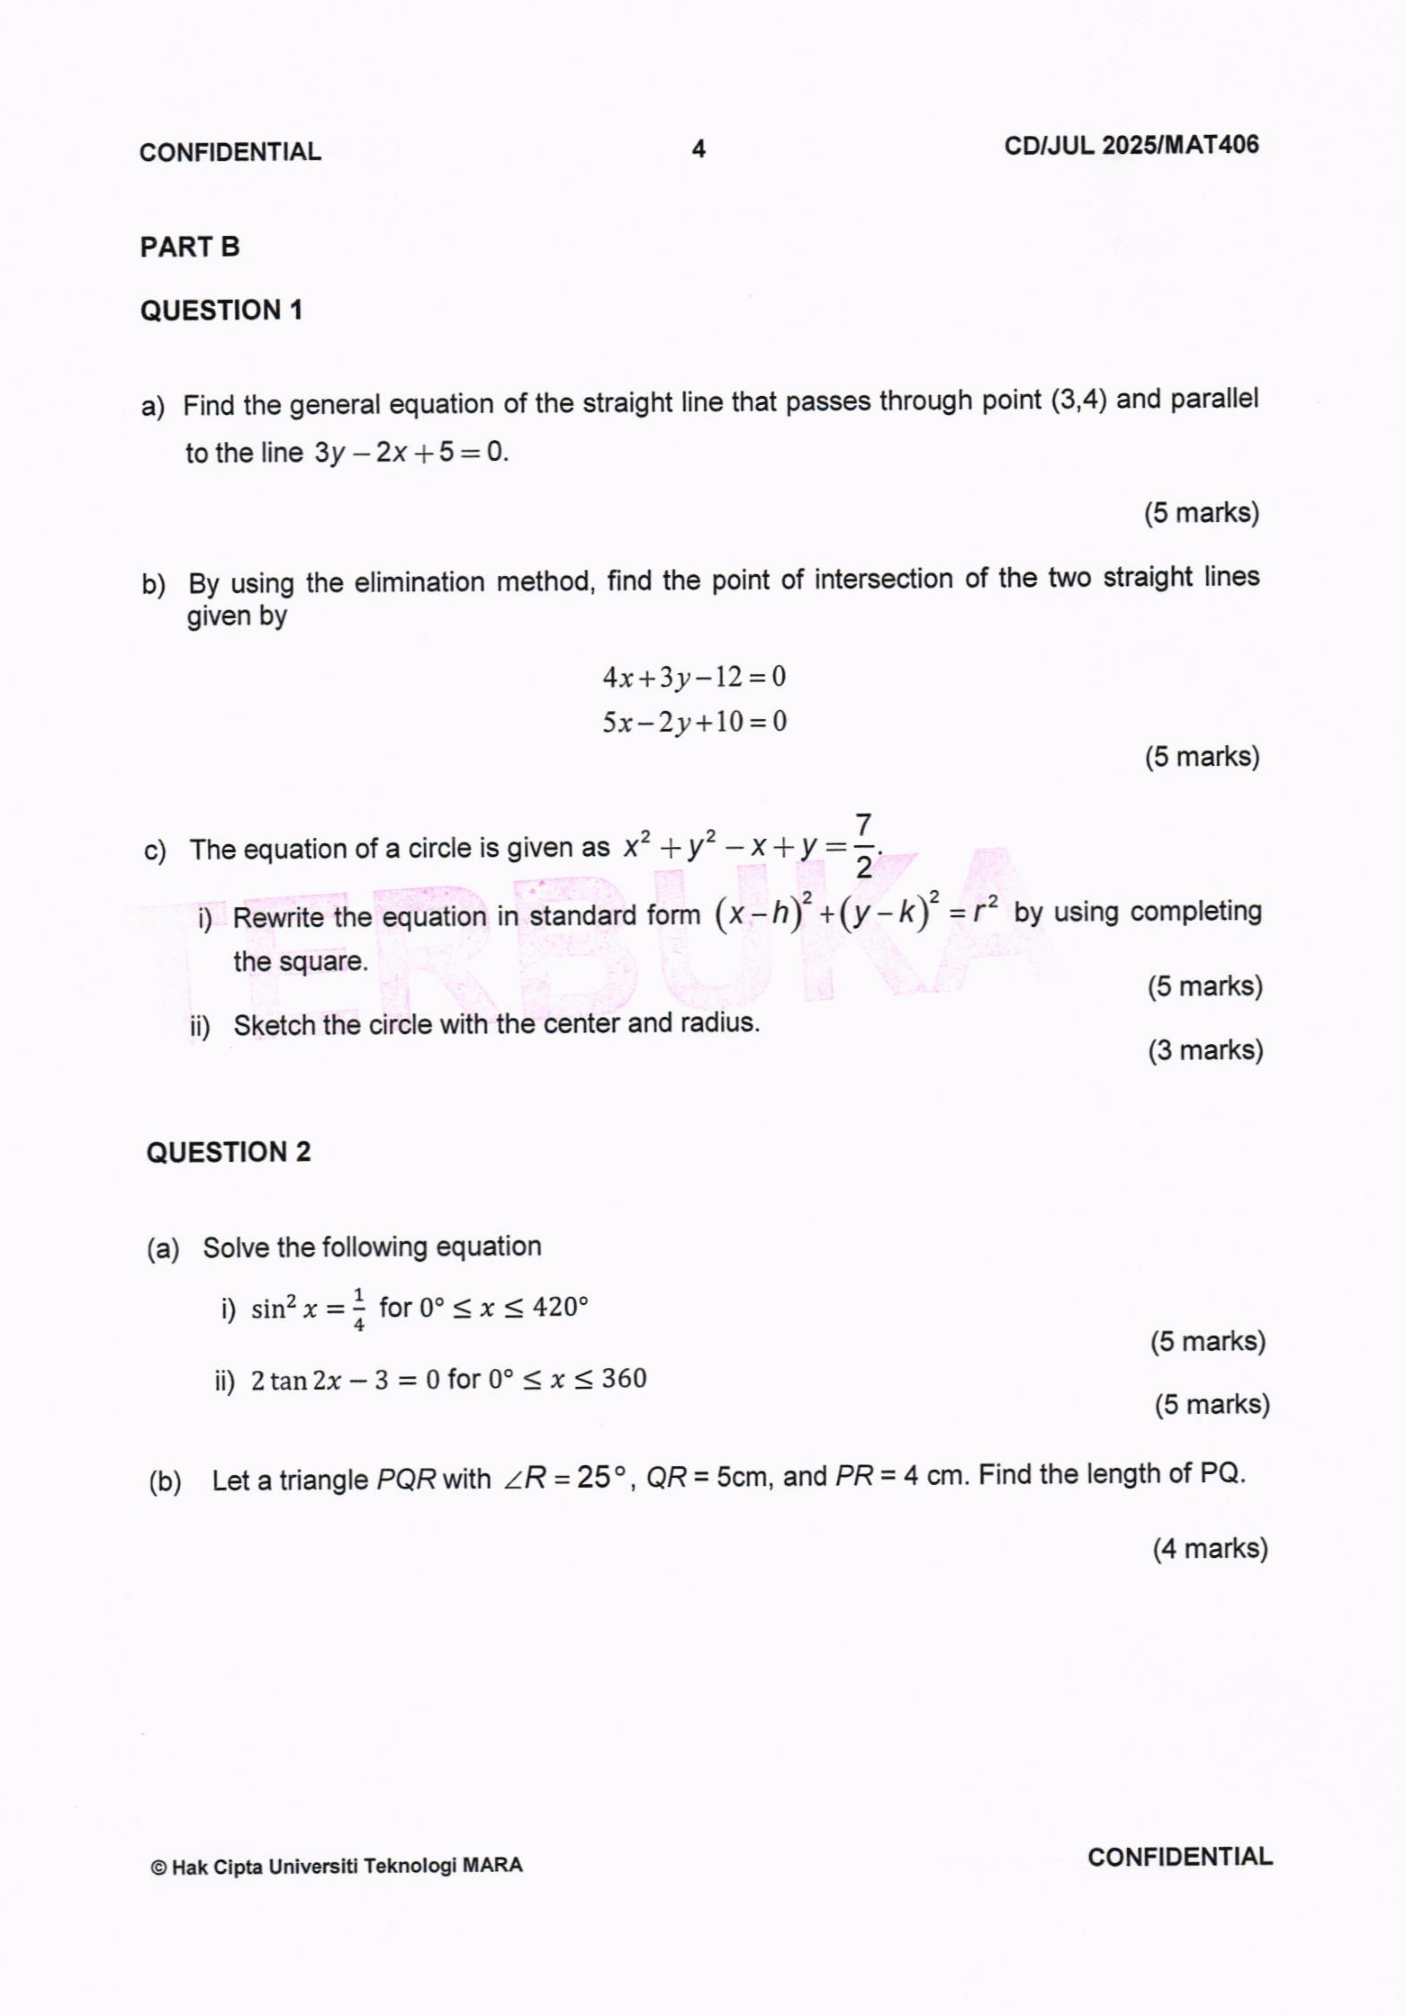 CONFIDENTIAL 4 CD/JUL 2025/MAT406
PART B
QUESTION 1
a) Find the general equation of the straight line that passes through point (3,4) and parallel
to the line 3y – 2x + 5 = 0.
(5 marks)
b) By using the elimination method, find the point of intersection of the two straight lines
given by
4x + 3y – 12 = 0
5x – 2y + 10 = 0
(5 marks)
c) The equation of a circle is given as x² + y² – x + y = 7/2.
TERBUKA
i) Rewrite the equation in standard form (x – h)² + (y – k)² = r² by using completing
the square.
(5 marks)
ii) Sketch the circle with the center and radius.
(3 marks)
QUESTION 2
(a) Solve the following equation
i) sin² x = 1/4 for 0° ≤ x ≤ 420°
(5 marks)
ii) 2 tan 2x – 3 = 0 for 0° ≤ x ≤ 360
(5 marks)
(b) Let a triangle PQR with ∠R = 25°, QR = 5cm, and PR = 4 cm. Find the length of PQ.
(4 marks)
© Hak Cipta Universiti Teknologi MARA CONFIDENTIAL